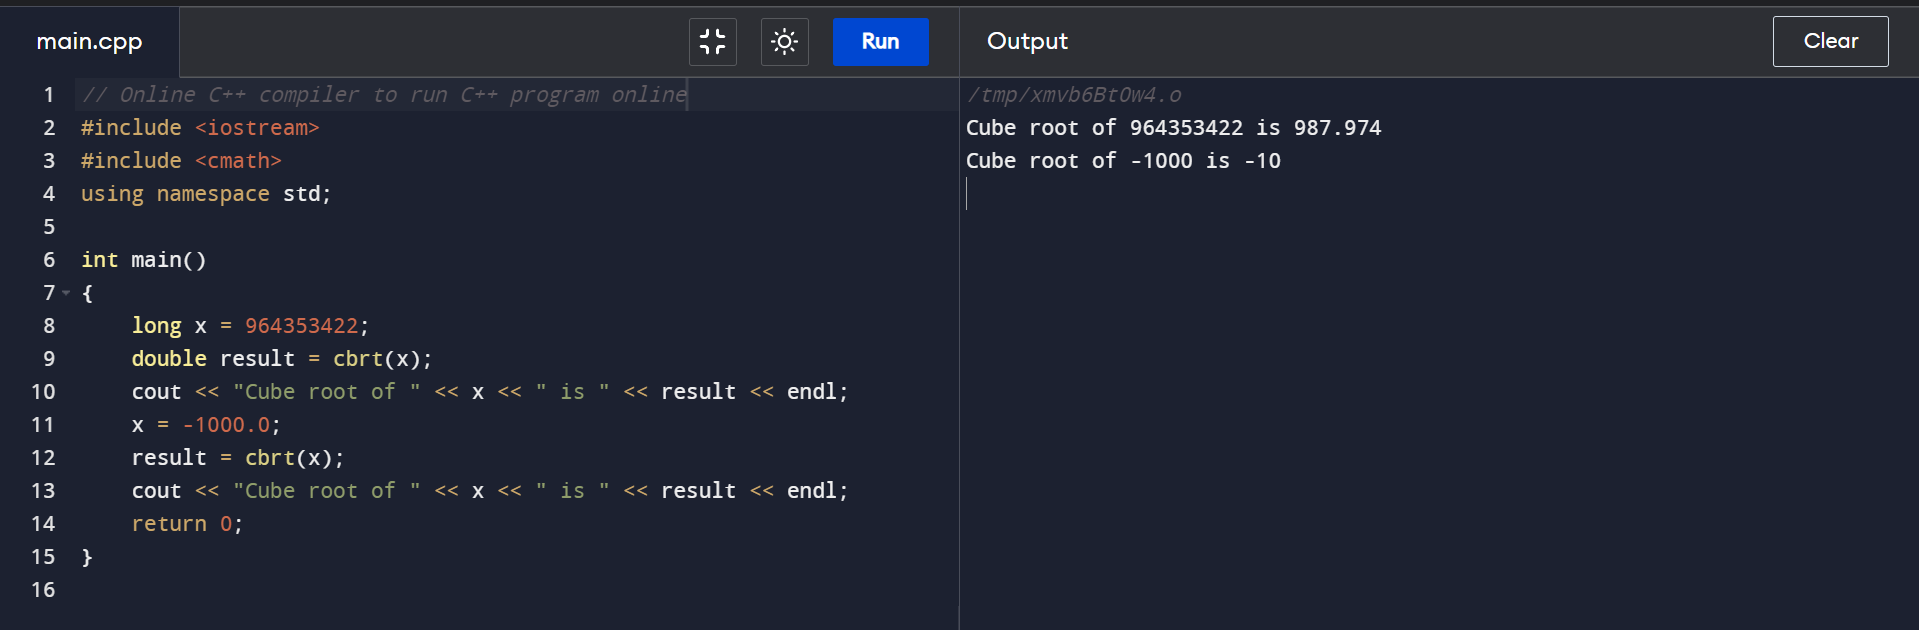 main.cpp
Run
Output
Clear
1 // Online C++ compiler to run C++ program online
2 #include <iostream>
3 #include <cmath>
4 using namespace std;
5
6 int main()
7 {
8     long x = 964353422;
9     double result = cbrt(x);
10     cout << "Cube root of " << x << " is " << result << endl;
11     x = -1000.0;
12     result = cbrt(x);
13     cout << "Cube root of " << x << " is " << result << endl;
14     return 0;
15 }
16
/tmp/xmvb6BtOw4.o
Cube root of 964353422 is 987.974
Cube root of -1000 is -10